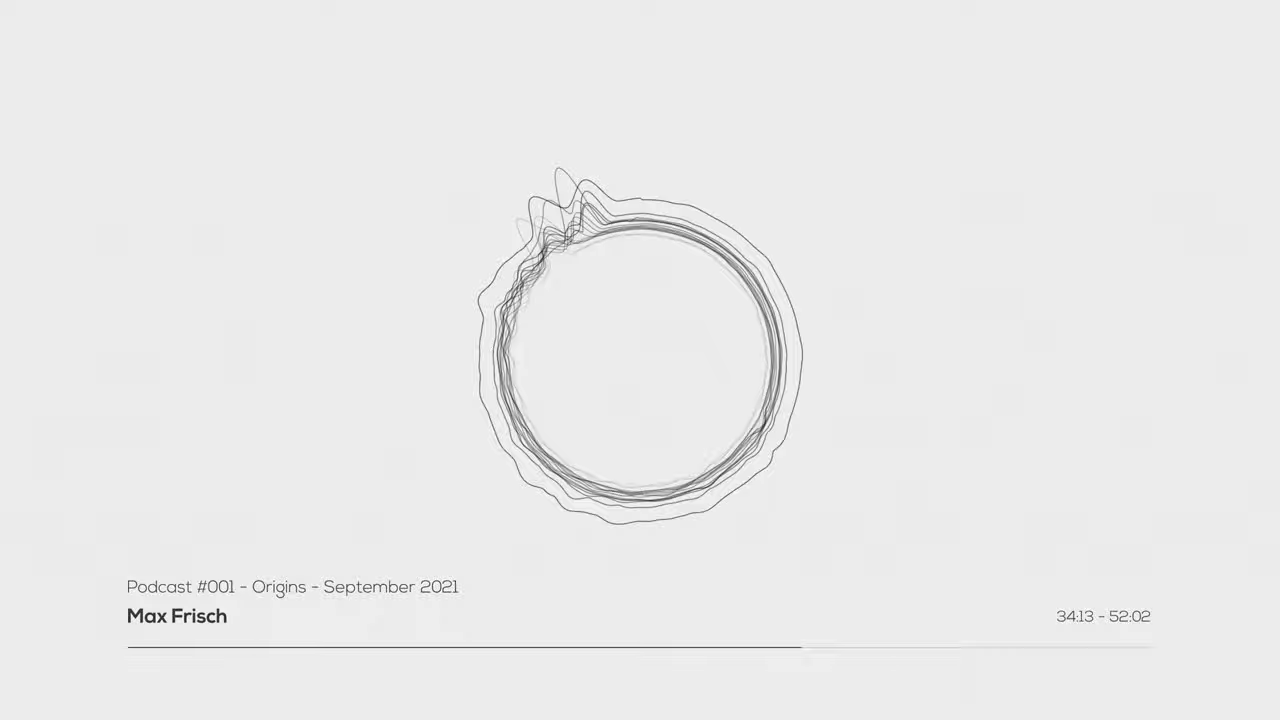 Podcast #001 - Origins - September 2021
Max Frisch
34:13 - 52:02